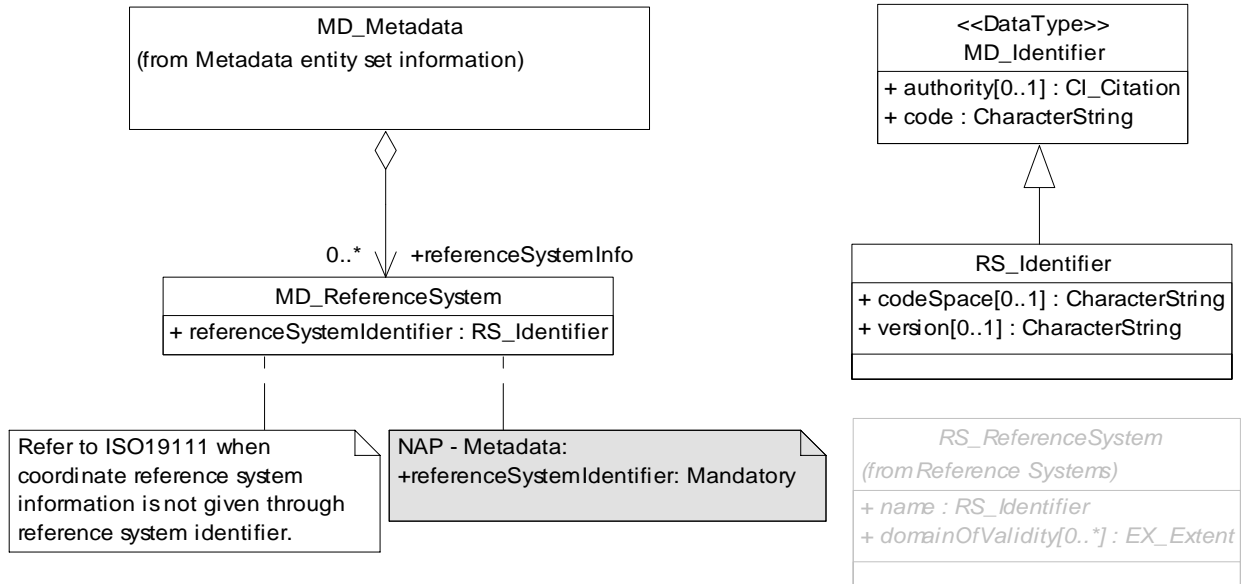 MD_Metadata
(from Metadata entity set information)
0..* +referenceSystemInfo
MD_ReferenceSystem
+ referenceSystemIdentifier : RS_Identifier
Refer to ISO19111 when
coordinate reference system
information is not given through
reference system identifier.
NAP - Metadata:
+referenceSystemIdentifier: Mandatory
<<DataType>>
MD_Identifier
+ authority[0..1] : CI_Citation
+ code : CharacterString
RS_Identifier
+ codeSpace[0..1] : CharacterString
+ version[0..1] : CharacterString
RS_ReferenceSystem
(from Reference Systems)
+ name : RS_Identifier
+ domainOfValidity[0..*] : EX_Extent